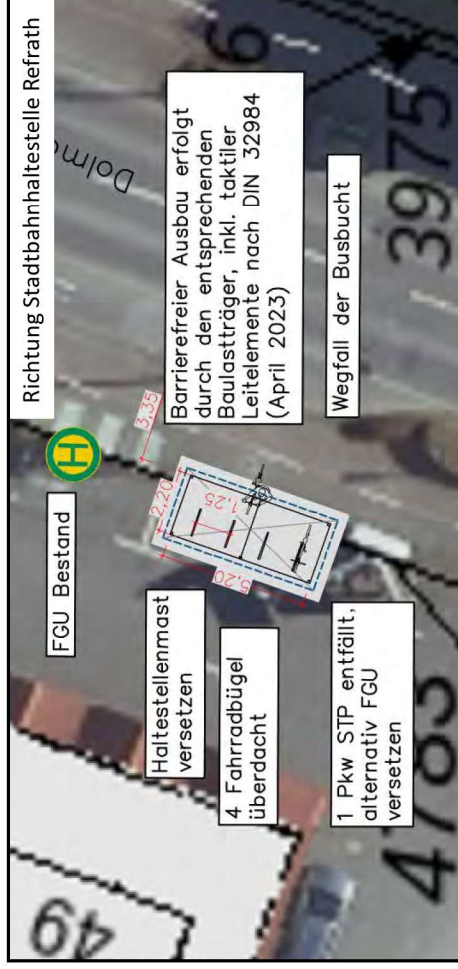 Richtung Stadtbahnhaltestelle Refrath
FGU Bestand
H
Dolm
6
Haltestellenmast
versetzen
4 Fahrradbügel
überdacht
1 Pkw STP entfällt,
alternativ FGU
versetzen
2,20
3,35
1,25
5,20
Barrierefreier Ausbau erfolgt
durch den entsprechenden
Baulastträger, inkl. taktiler
Leitelemente nach DIN 32984
(April 2023)
Wegfall der Busbucht
49
4783
3975